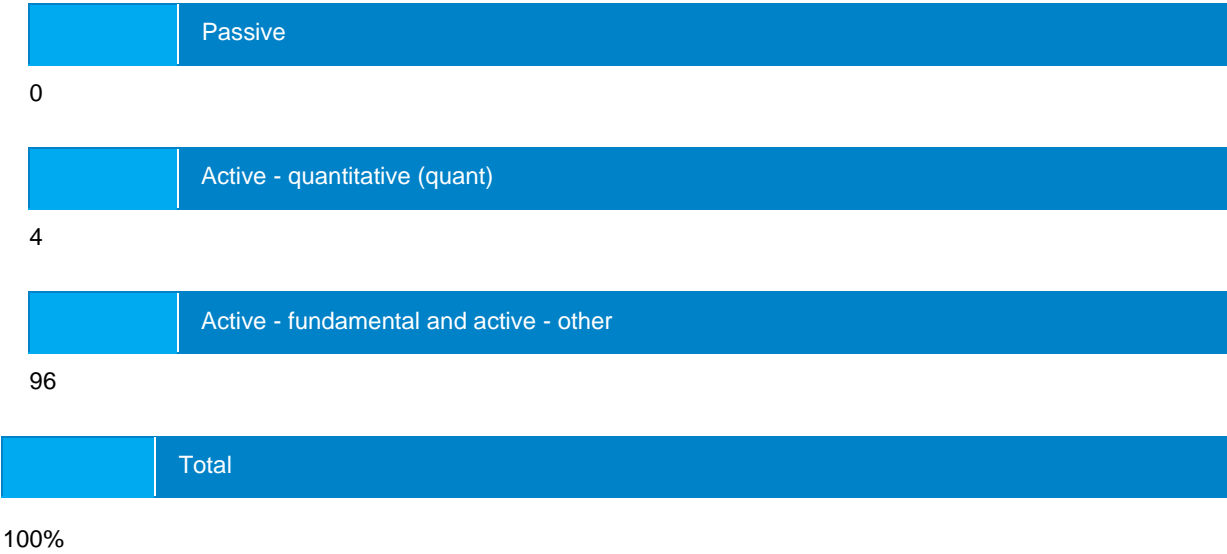 Passive
0
Active - quantitative (quant)
4
Active - fundamental and active - other
96
Total
100%